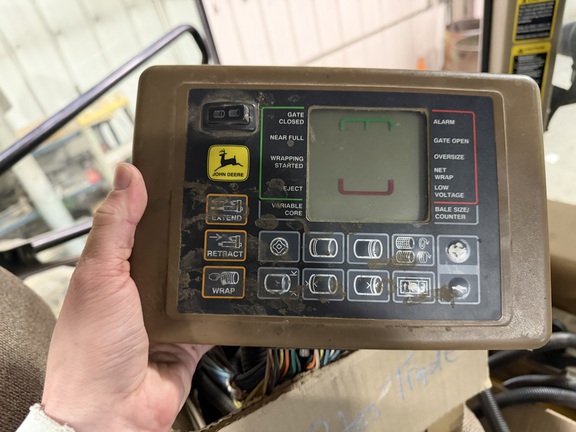 GATE
CLOSED
NEAR FULL
WRAPPING
STARTED
EJECT
VARIABLE
CORE
ALARM
GATE OPEN
OVERSIZE
NET
WRAP
LOW
VOLTAGE
BALE SIZE/
COUNTER
JOHN DEERE
EXTEND
RETRACT
WRAP